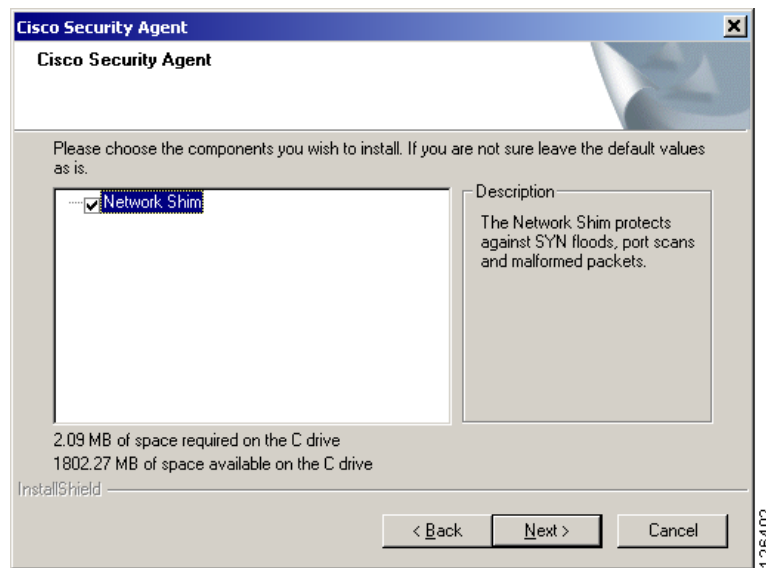 Cisco Security Agent
Cisco Security Agent
Please choose the components you wish to install. If you are not sure leave the default values
as is.
Network Shim
Description
The Network Shim protects
against SYN floods, port scans
and malformed packets.
2.09 MB of space required on the C drive
1802.27 MB of space available on the C drive
InstallShield
< Back
Next >
Cancel